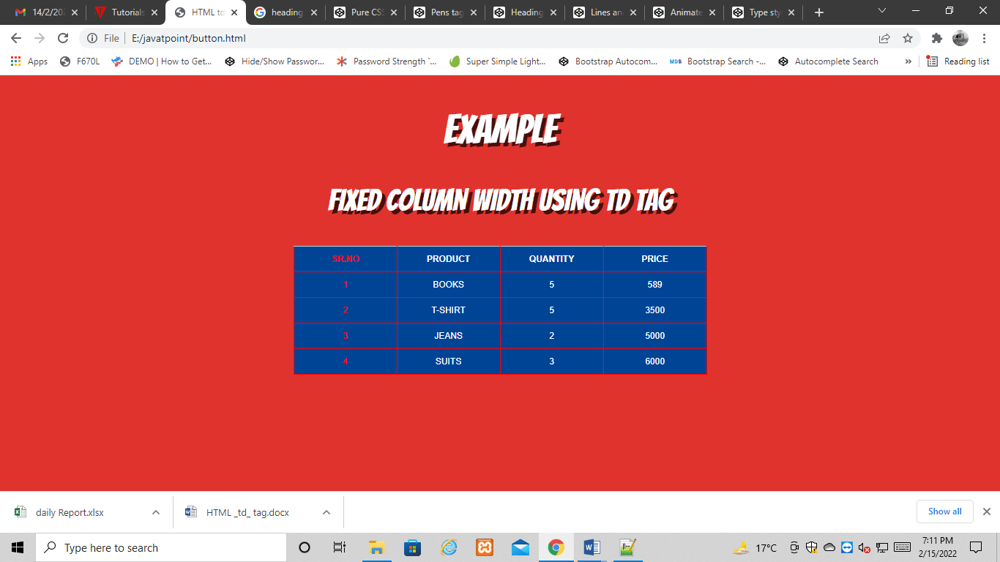 14/2/202
Tutorials
HTML td
heading
Pure CSS
Pens tag
Heading
Lines an
Animate
Type sty
File | E:/javatpoint/button.html
Apps
F670L
DEMO | How to Get...
Hide/Show Passwor...
Password Strength `...
Super Simple Light...
Bootstrap Autocom...
MDB
Bootstrap Search -...
Autocomplete Search
»
Reading list
EXAMPLE
FIXED COLUMN WIDTH USING TD TAG
SR.NO PRODUCT QUANTITY PRICE
1 BOOKS 5 589
2 T-SHIRT 5 3500
3 JEANS 2 5000
4 SUITS 3 6000
daily Report.xlsx
HTML _td_ tag.docx
Show all
Type here to search
17°C
7:11 PM
2/15/2022